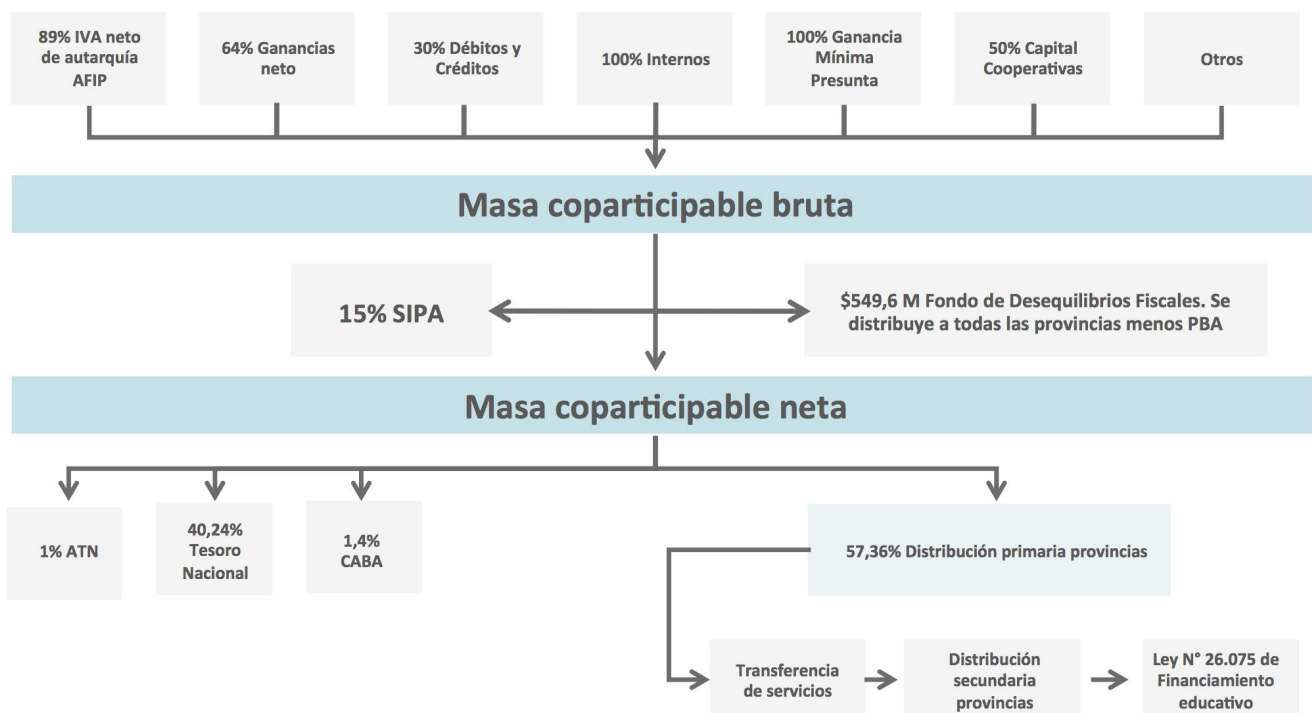 89% IVA neto
de autarquía
AFIP
64% Ganancias
neto
30% Débitos y
Créditos
100% Internos
100% Ganancia
Mínima
Presunta
50% Capital
Cooperativas
Otros
Masa coparticipable bruta
15% SIPA
$549,6 M Fondo de Desequilibrios Fiscales. Se
distribuye a todas las provincias menos PBA
Masa coparticipable neta
1% ATN
40,24%
Tesoro
Nacional
1,4%
CABA
57,36% Distribución primaria provincias
Transferencia
de servicios
Distribución
secundaria
provincias
Ley N° 26.075 de
Financiamiento
educativo